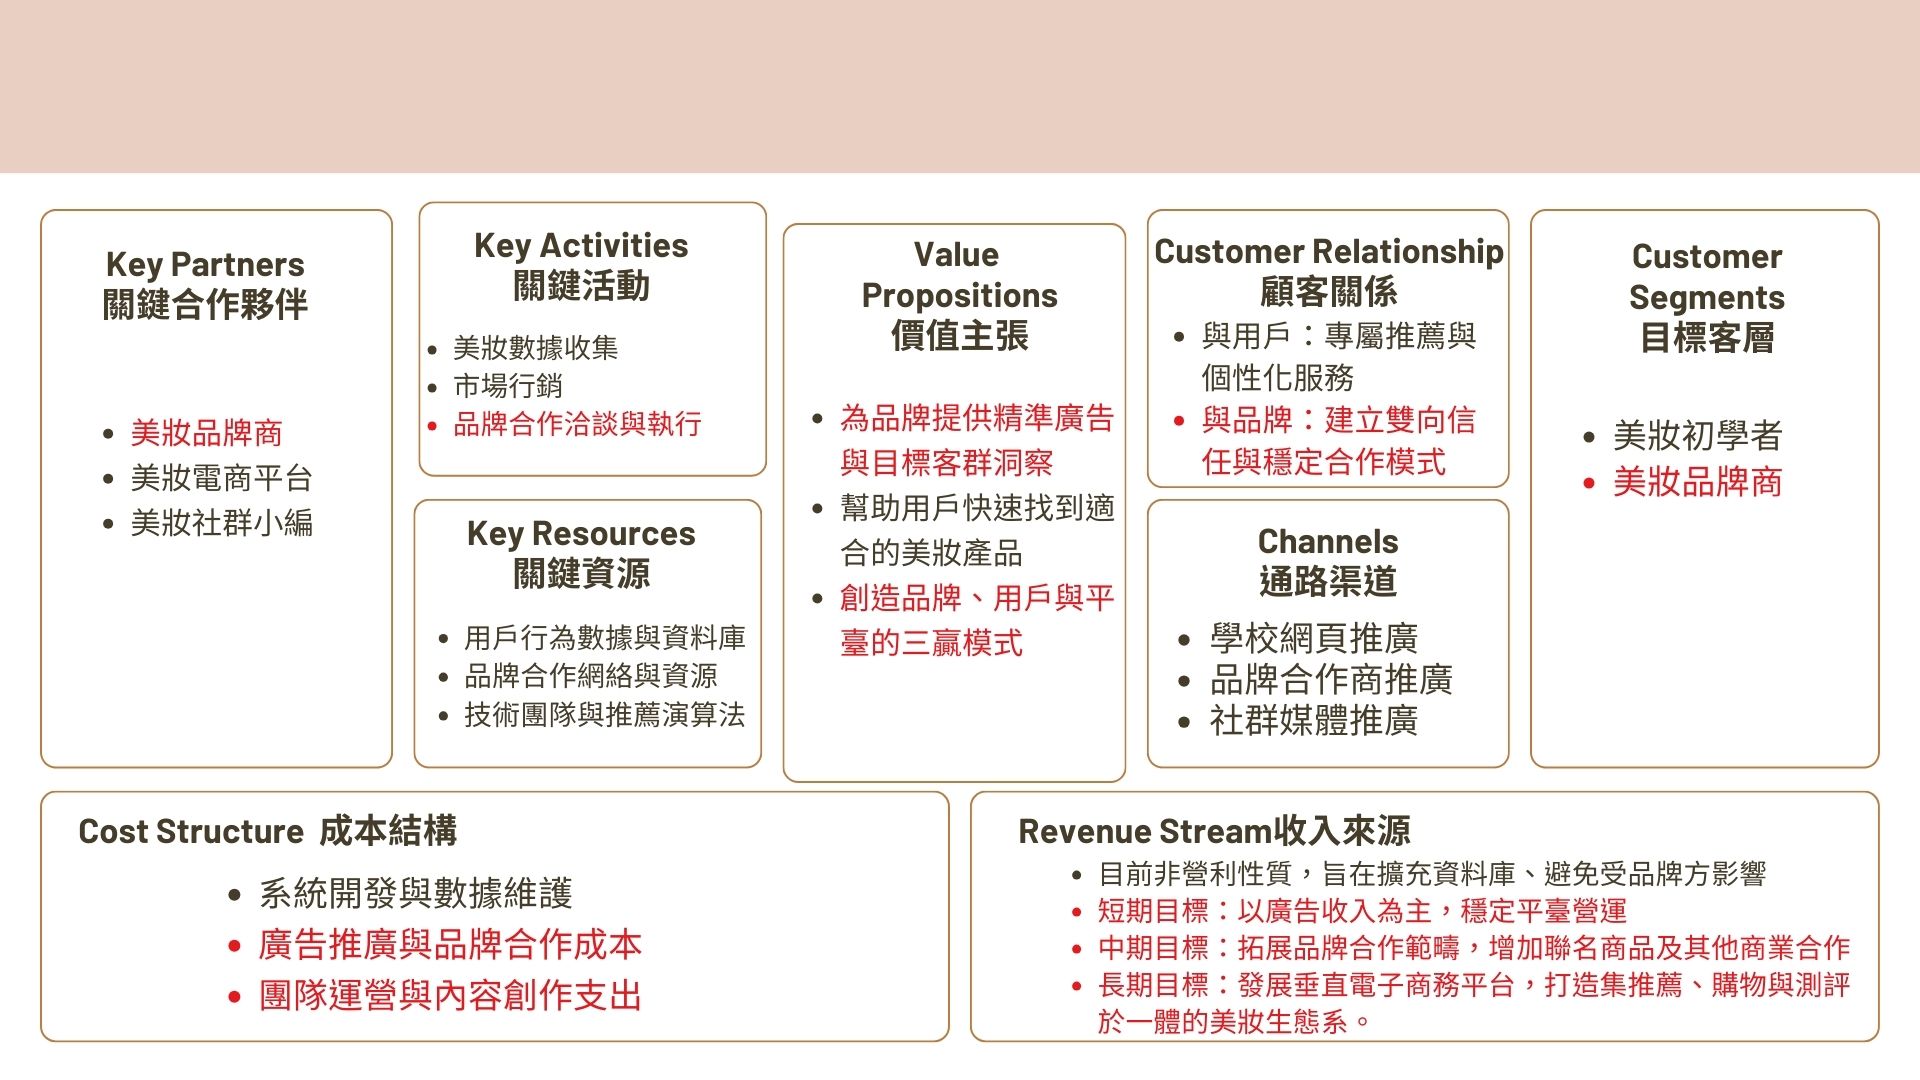 Key Partners
關鍵合作夥伴
美妝品牌商
美妝電商平台
美妝社群小編
Key Activities
關鍵活動
美妝數據收集
市場行銷
品牌合作洽談與執行
Key Resources
關鍵資源
用戶行為數據與資料庫
品牌合作網絡與資源
技術團隊與推薦演算法
Value
Propositions
價值主張
為品牌提供精準廣告
與目標客群洞察
幫助用戶快速找到適
合的美妝產品
創造品牌、用戶與平
臺的三贏模式
Customer Relationship
顧客關係
與用戶：專屬推薦與
個性化服務
與品牌：建立雙向信
任與穩定合作模式
Channels
通路渠道
學校網頁推廣
品牌合作商推廣
社群媒體推廣
Customer
Segments
目標客層
美妝初學者
美妝品牌商
Cost Structure 成本結構
系統開發與數據維護
廣告推廣與品牌合作成本
團隊運營與內容創作支出
Revenue Stream收入來源
目前非營利性質，旨在擴充資料庫、避免受品牌方影響
短期目標：以廣告收入為主，穩定平臺營運
中期目標：拓展品牌合作範疇，增加聯名商品及其他商業合作
長期目標：發展垂直電子商務平台，打造集推薦、購物與測評
於一體的美妝生態系。